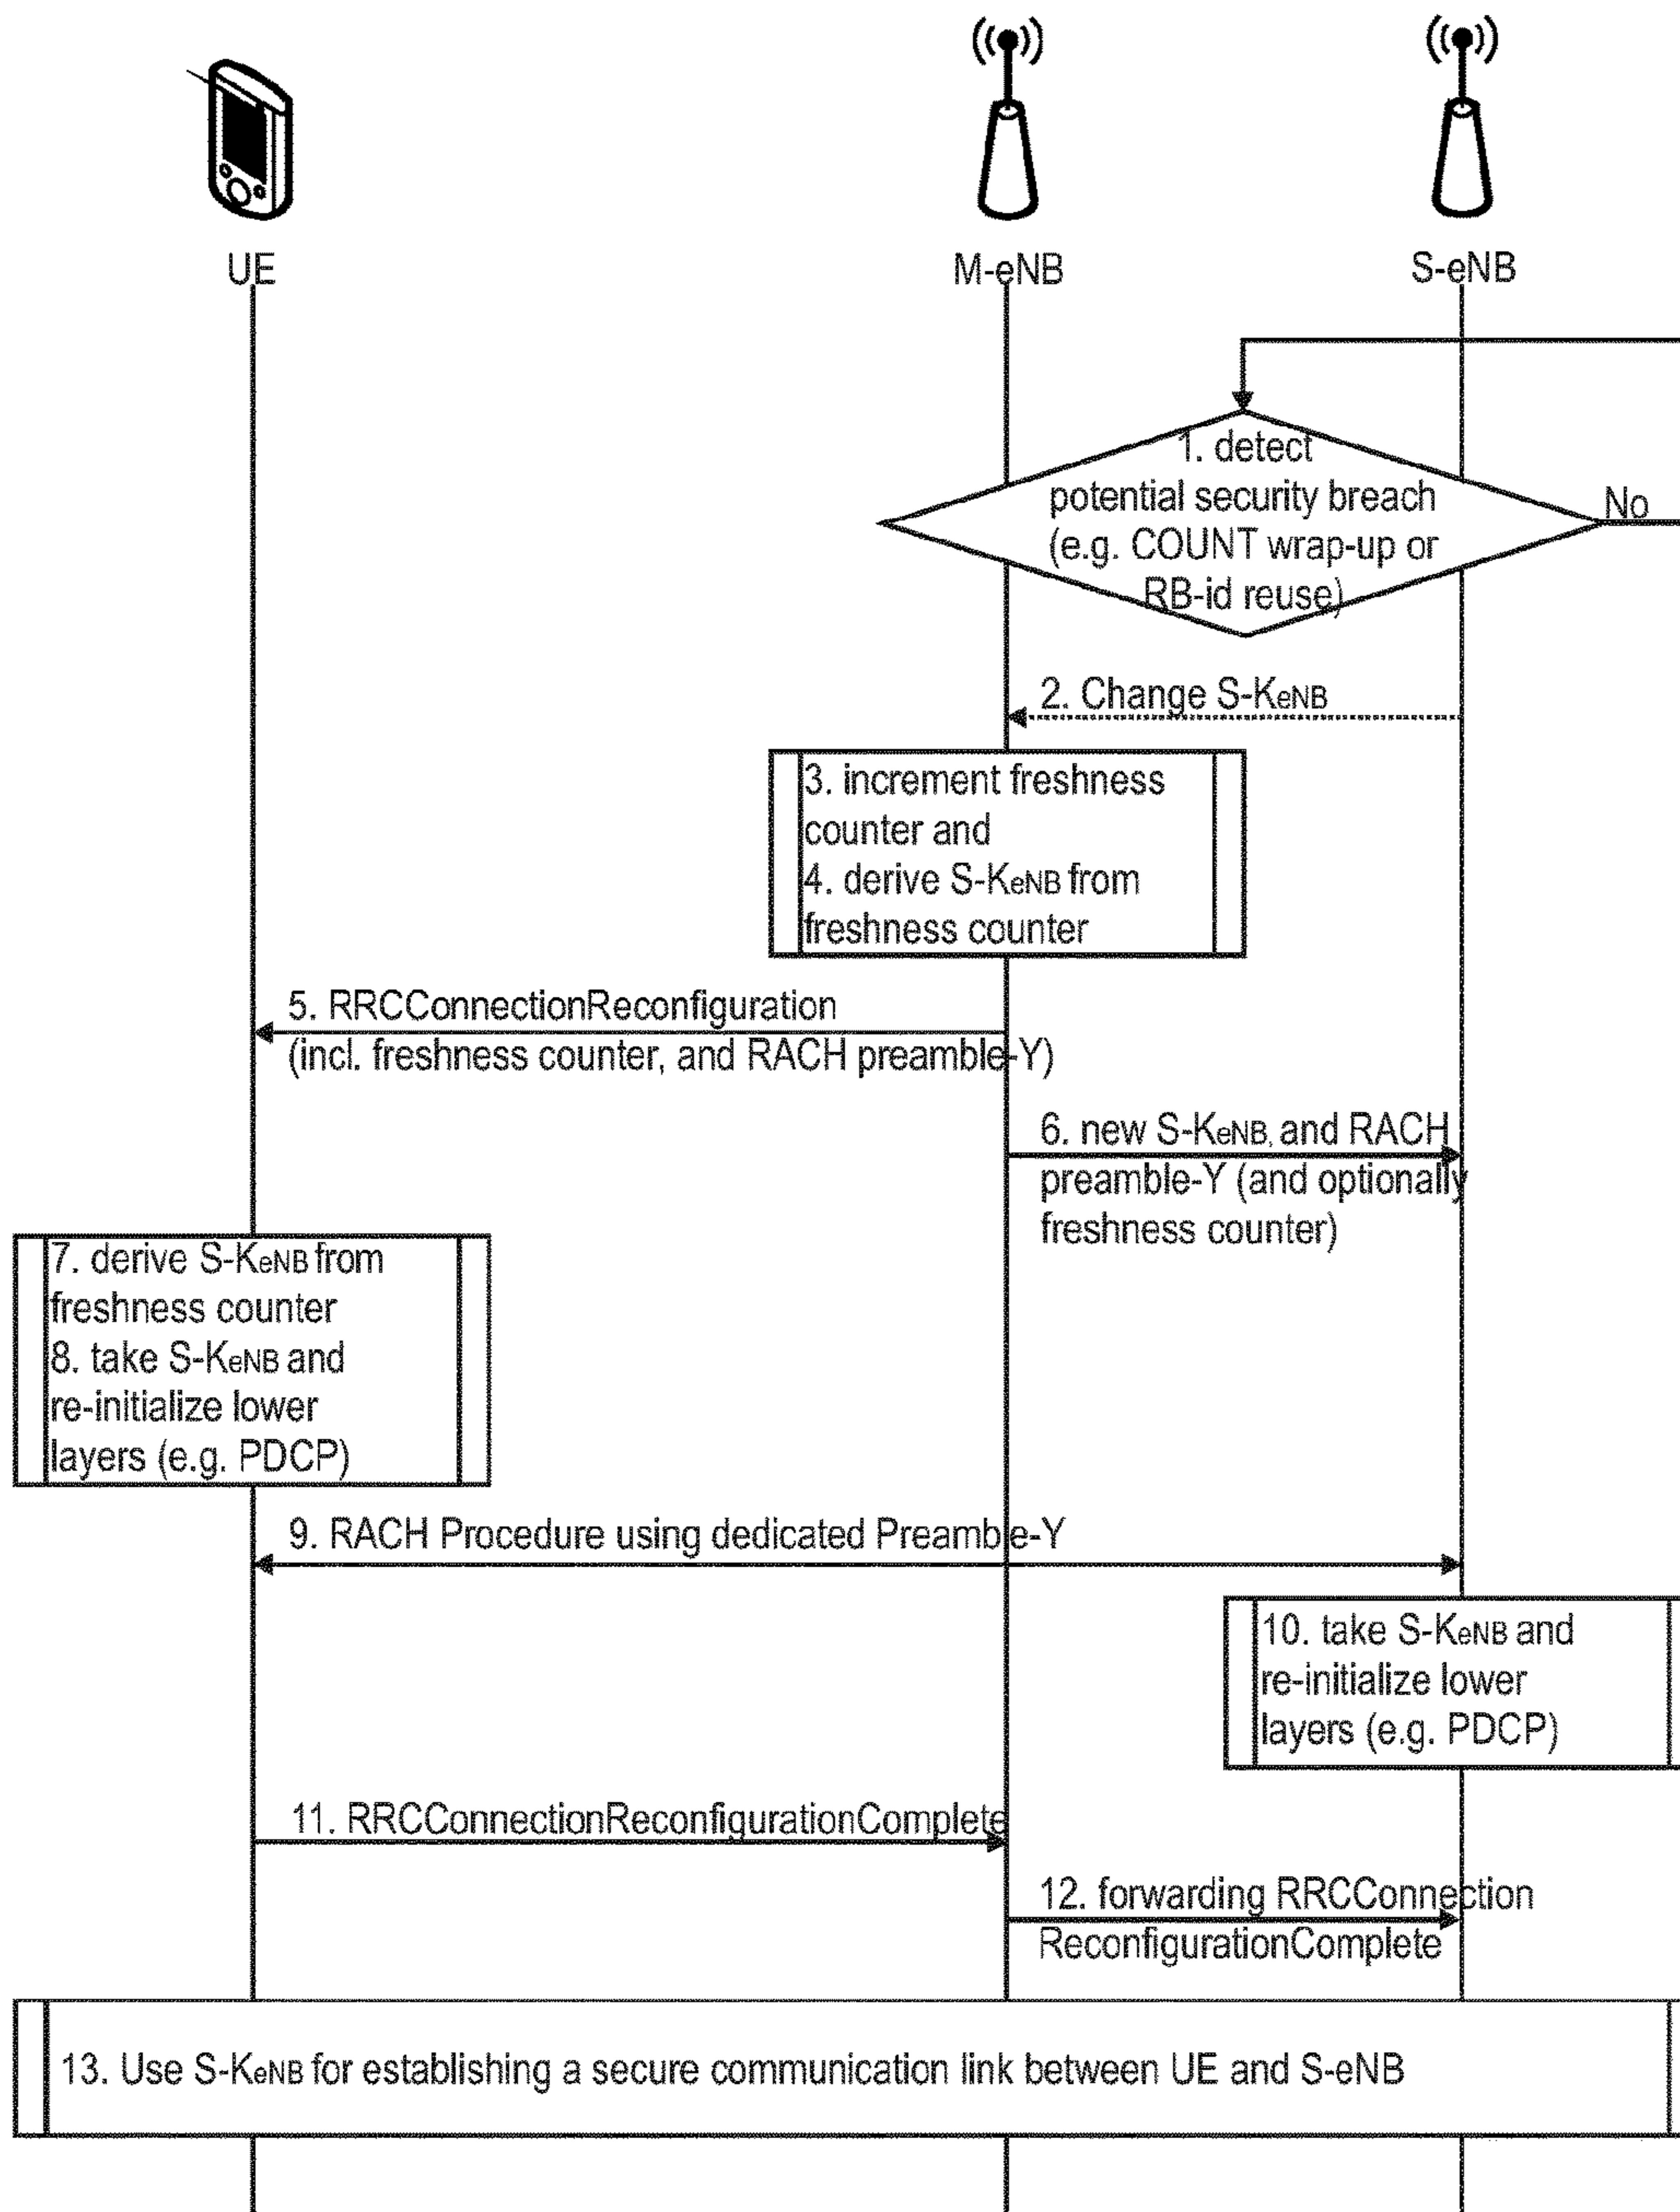 UE
M-eNB
S-eNB
1. detect
potential security breach
(e.g. COUNT wrap-up or
RB-id reuse)
No
2. Change S-KeNB
3. increment freshness
counter and
4. derive S-KeNB from
freshness counter
5. RRCConnectionReconfiguration
(incl. freshness counter, and RACH preamble-Y)
6. new S-KeNB, and RACH
preamble-Y (and optionally
freshness counter)
7. derive S-KeNB from
freshness counter
8. take S-KeNB and
re-initialize lower
layers (e.g. PDCP)
9. RACH Procedure using dedicated Preamble-Y
10. take S-KeNB and
re-initialize lower
layers (e.g. PDCP)
11. RRCConnectionReconfigurationComplete
12. forwarding RRCConnection
ReconfigurationComplete
13. Use S-KeNB for establishing a secure communication link between UE and S-eNB